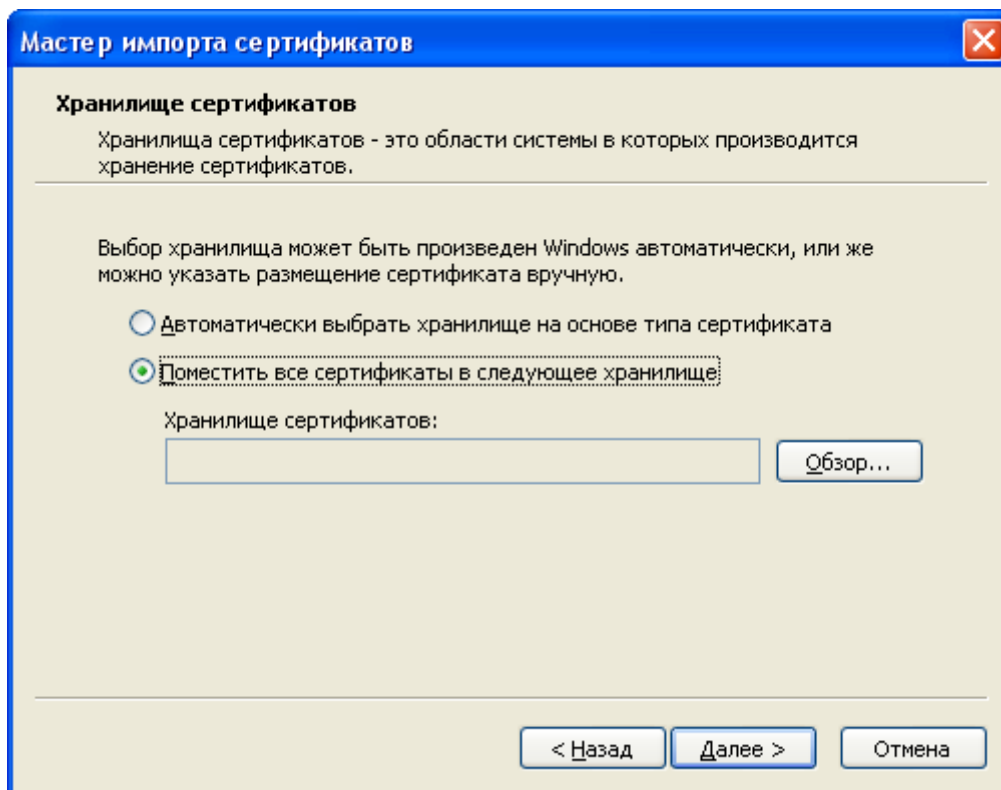 Мастер импорта сертификатов
Хранилище сертификатов
Хранилища сертификатов - это области системы в которых производится
хранение сертификатов.
Выбор хранилища может быть произведен Windows автоматически, или же
можно указать размещение сертификата вручную.
Автоматически выбрать хранилище на основе типа сертификата
Поместить все сертификаты в следующее хранилище
Хранилище сертификатов:
Обзор...
< Назад
Далее >
Отмена